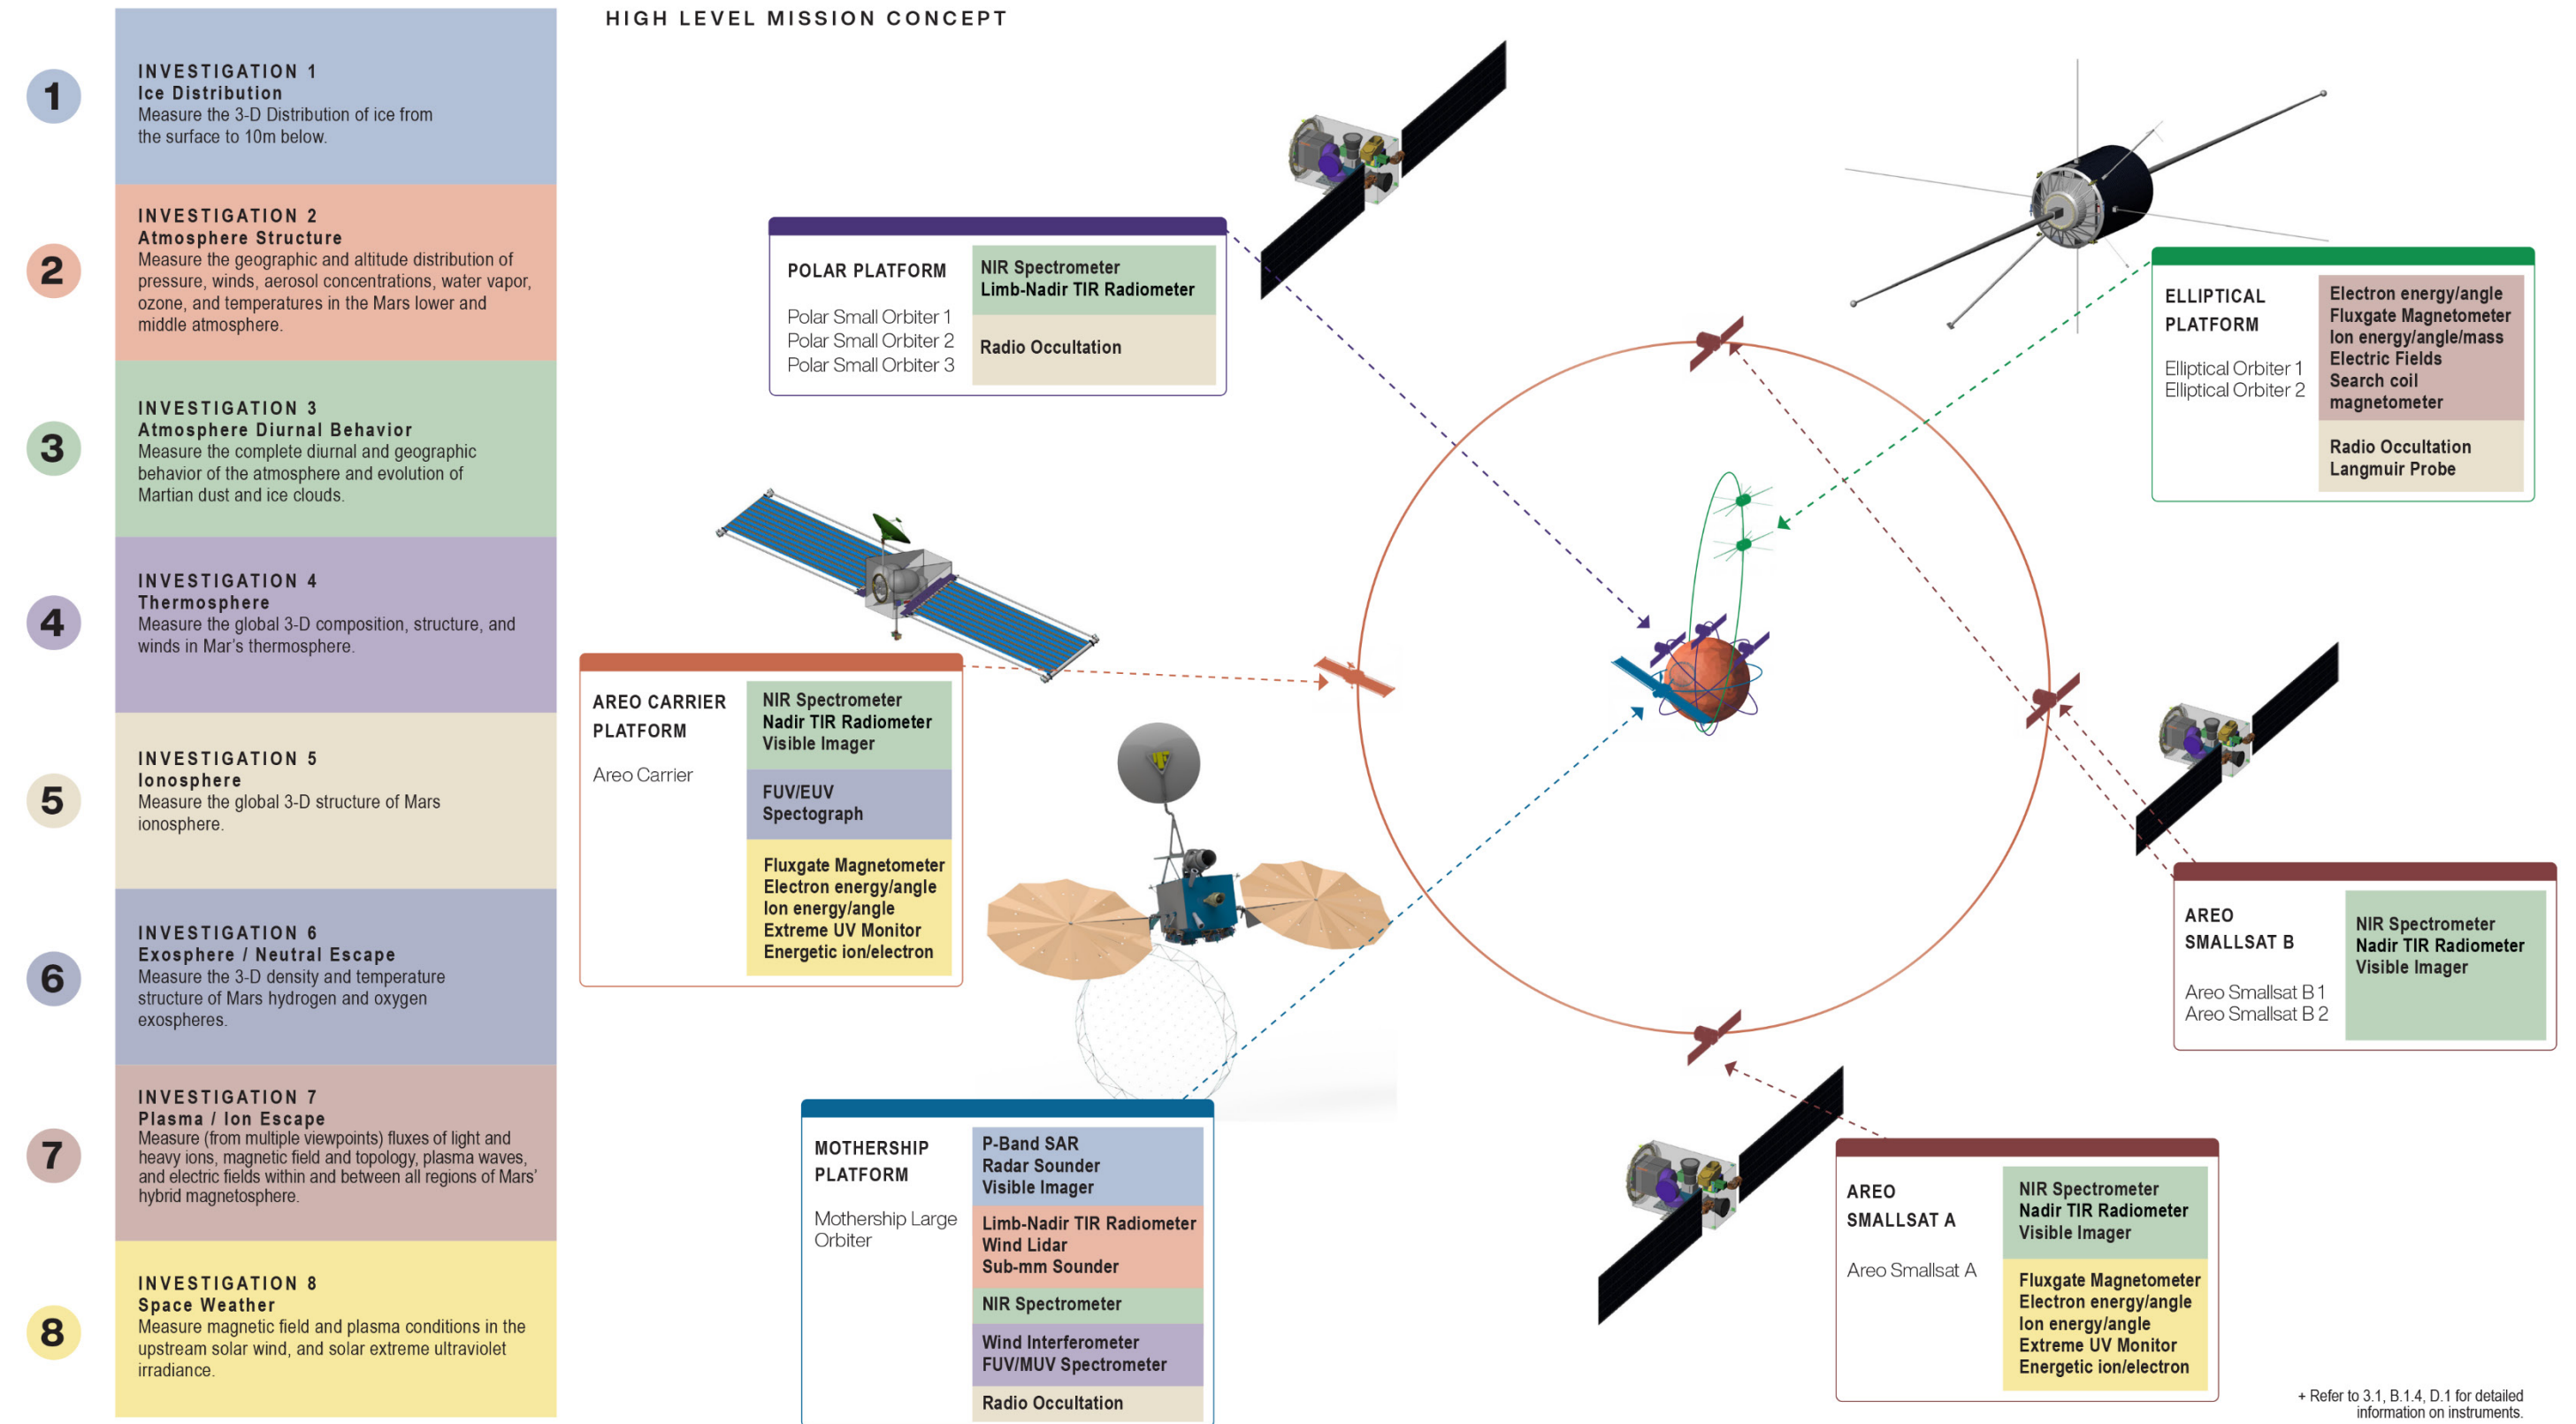 HIGH LEVEL MISSION CONCEPT
1
INVESTIGATION 1
Ice Distribution
Measure the 3-D Distribution of ice from
the surface to 10m below.
2
INVESTIGATION 2
Atmosphere Structure
Measure the geographic and altitude distribution of
pressure, winds, aerosol concentrations, water vapor,
ozone, and temperatures in the Mars lower and
middle atmosphere.
3
INVESTIGATION 3
Atmosphere Diurnal Behavior
Measure the complete diurnal and geographic
behavior of the atmosphere and evolution of
Martian dust and ice clouds.
4
INVESTIGATION 4
Thermosphere
Measure the global 3-D composition, structure, and
winds in Mar's thermosphere.
5
INVESTIGATION 5
Ionosphere
Measure the global 3-D structure of Mars
ionosphere.
6
INVESTIGATION 6
Exosphere / Neutral Escape
Measure the 3-D density and temperature
structure of Mars hydrogen and oxygen
exospheres.
7
INVESTIGATION 7
Plasma / Ion Escape
Measure (from multiple viewpoints) fluxes of light and
heavy ions, magnetic field and topology, plasma waves,
and electric fields within and between all regions of Mars'
hybrid magnetosphere.
8
INVESTIGATION 8
Space Weather
Measure magnetic field and plasma conditions in the
upstream solar wind, and solar extreme ultraviolet
irradiance.
POLAR PLATFORM
Polar Small Orbiter 1
Polar Small Orbiter 2
Polar Small Orbiter 3
NIR Spectrometer
Limb-Nadir TIR Radiometer
Radio Occultation
ELLIPTICAL
PLATFORM
Elliptical Orbiter 1
Elliptical Orbiter 2
Electron energy/angle
Fluxgate Magnetometer
Ion energy/angle/mass
Electric Fields
Search coil
magnetometer
Radio Occultation
Langmuir Probe
AREO CARRIER
PLATFORM
Areo Carrier
NIR Spectrometer
Nadir TIR Radiometer
Visible Imager
FUV/EUV
Spectograph
Fluxgate Magnetometer
Electron energy/angle
Ion energy/angle
Extreme UV Monitor
Energetic ion/electron
AREO
SMALLSAT B
Areo Smallsat B 1
Areo Smallsat B 2
NIR Spectrometer
Nadir TIR Radiometer
Visible Imager
MOTHERSHIP
PLATFORM
Mothership Large
Orbiter
P-Band SAR
Radar Sounder
Visible Imager
Limb-Nadir TIR Radiometer
Wind Lidar
Sub-mm Sounder
NIR Spectrometer
Wind Interferometer
FUV/MUV Spectrometer
Radio Occultation
AREO
SMALLSAT A
Areo Smallsat A
NIR Spectrometer
Nadir TIR Radiometer
Visible Imager
Fluxgate Magnetometer
Electron energy/angle
Ion energy/angle
Extreme UV Monitor
Energetic ion/electron
+ Refer to 3.1, B.1.4, D.1 for detailed
information on instruments.